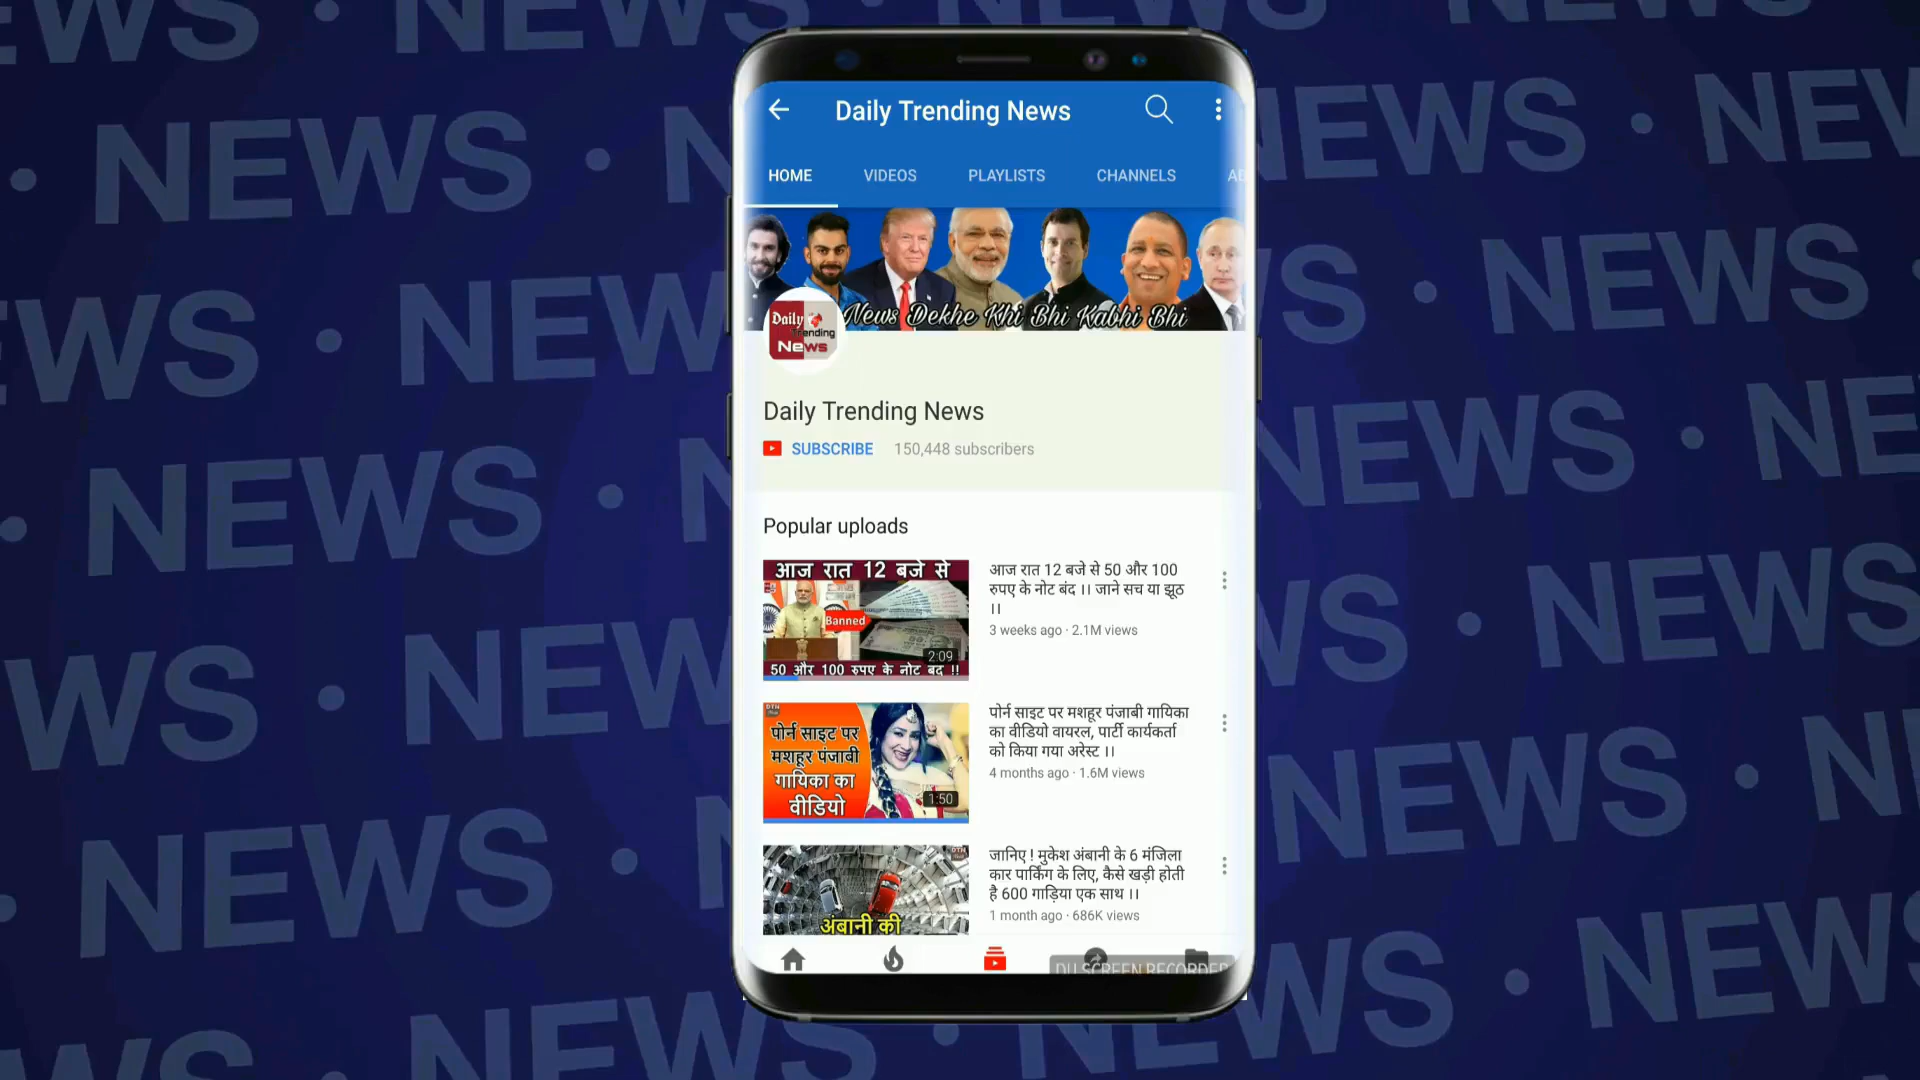 NEWS
Daily Trending News
HOME VIDEOS PLAYLISTS CHANNELS
News Dekhe Khi Bhi Kabhi Bhi
Daily
Trending
News
Daily Trending News
SUBSCRIBE 150,448 subscribers
Popular uploads
आज रात 12 बजे से
Banned
2:09
50 और 100 रुपए के नोट बंद !!
आज रात 12 बजे से 50 और 100
रुपए के नोट बंद ।। जाने सच या झूठ
।।
3 weeks ago · 2.1M views
DTN
पोर्न साइट पर
मशहूर पंजाबी
गायिका का
वीडियो
1:50
पोर्न साइट पर मशहूर पंजाबी गायिका
का वीडियो वायरल, पार्टी कार्यकर्ता
को किया गया अरेस्ट ।।
4 months ago · 1.6M views
DTN
अंबानी की
जानिए ! मुकेश अंबानी के 6 मंजिला
कार पार्किंग के लिए, कैसे खड़ी होती
है 600 गाड़िया एक साथ ।।
1 month ago · 686K views
DU SCREEN RECORDER